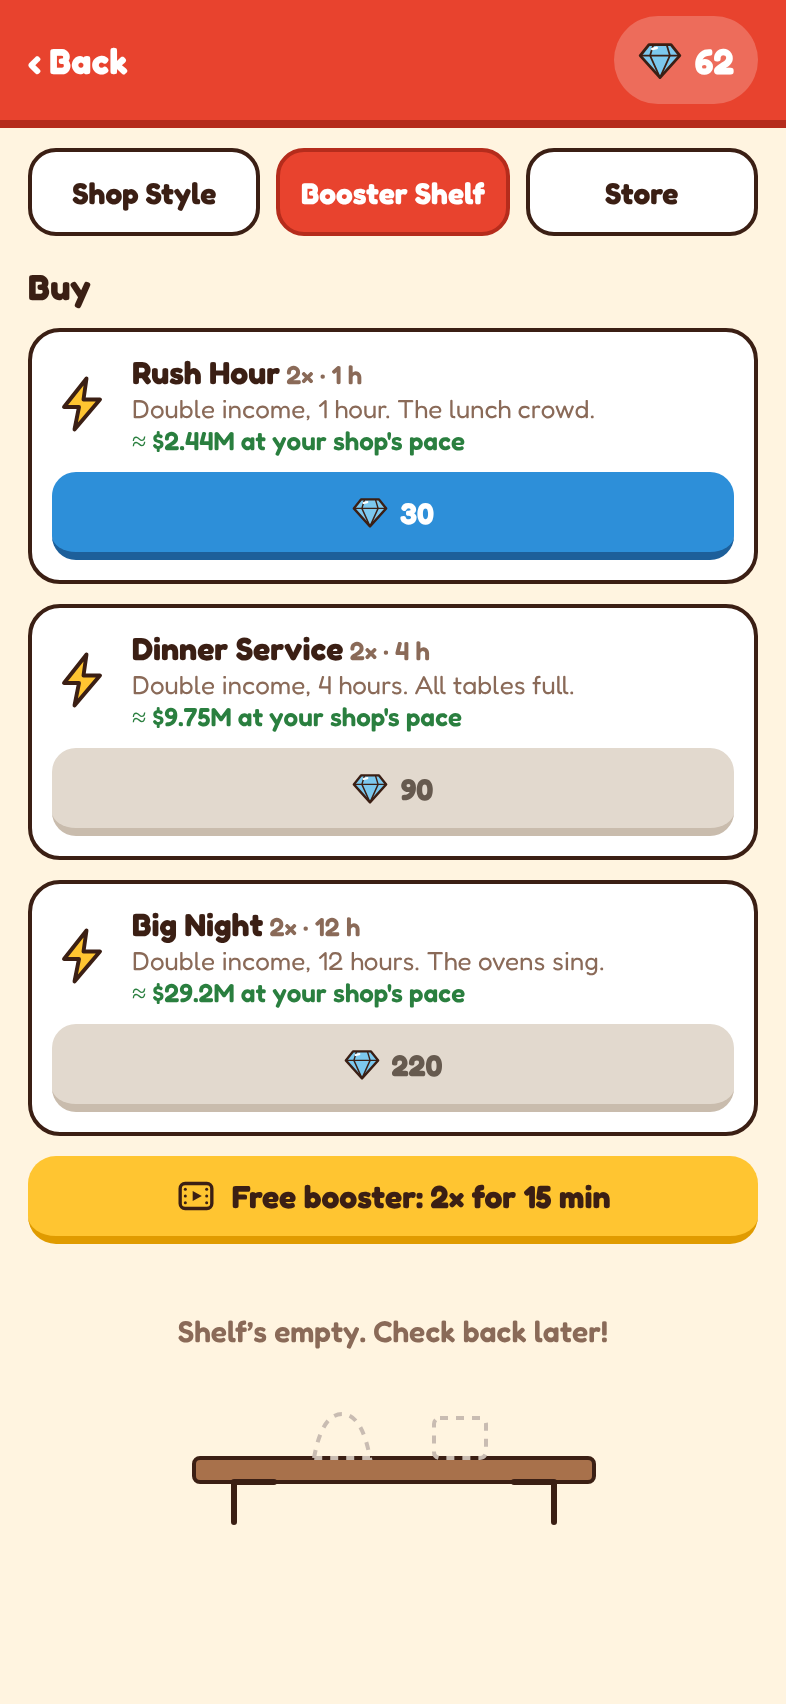 ‹ Back
62
Shop Style
Booster Shelf
Store
Buy
Rush Hour 2x · 1 h
Double income, 1 hour. The lunch crowd.
≈ $2.44M at your shop's pace
30
Dinner Service 2x · 4 h
Double income, 4 hours. All tables full.
≈ $9.75M at your shop's pace
90
Big Night 2x · 12 h
Double income, 12 hours. The ovens sing.
≈ $29.2M at your shop's pace
220
Free booster: 2x for 15 min
Shelf’s empty. Check back later!